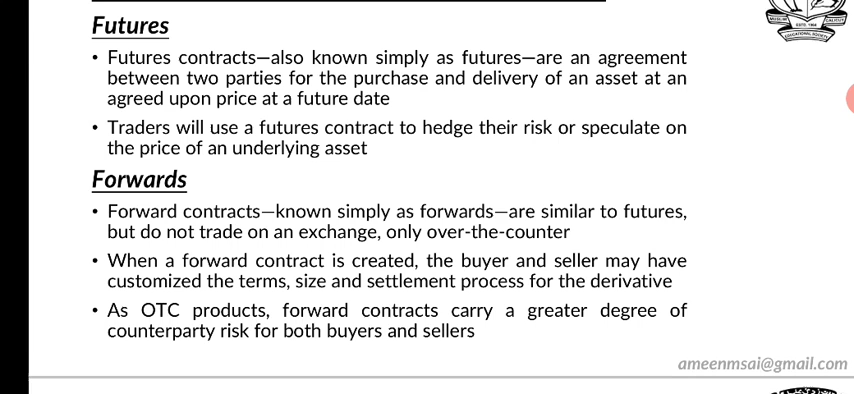 Futures
• Futures contracts—also known simply as futures—are an agreement
between two parties for the purchase and delivery of an asset at an
agreed upon price at a future date
• Traders will use a futures contract to hedge their risk or speculate on
the price of an underlying asset
Forwards
• Forward contracts—known simply as forwards—are similar to futures,
but do not trade on an exchange, only over-the-counter
• When a forward contract is created, the buyer and seller may have
customized the terms, size and settlement process for the derivative
• As OTC products, forward contracts carry a greater degree of
counterparty risk for both buyers and sellers
ameenmsai@gmail.com